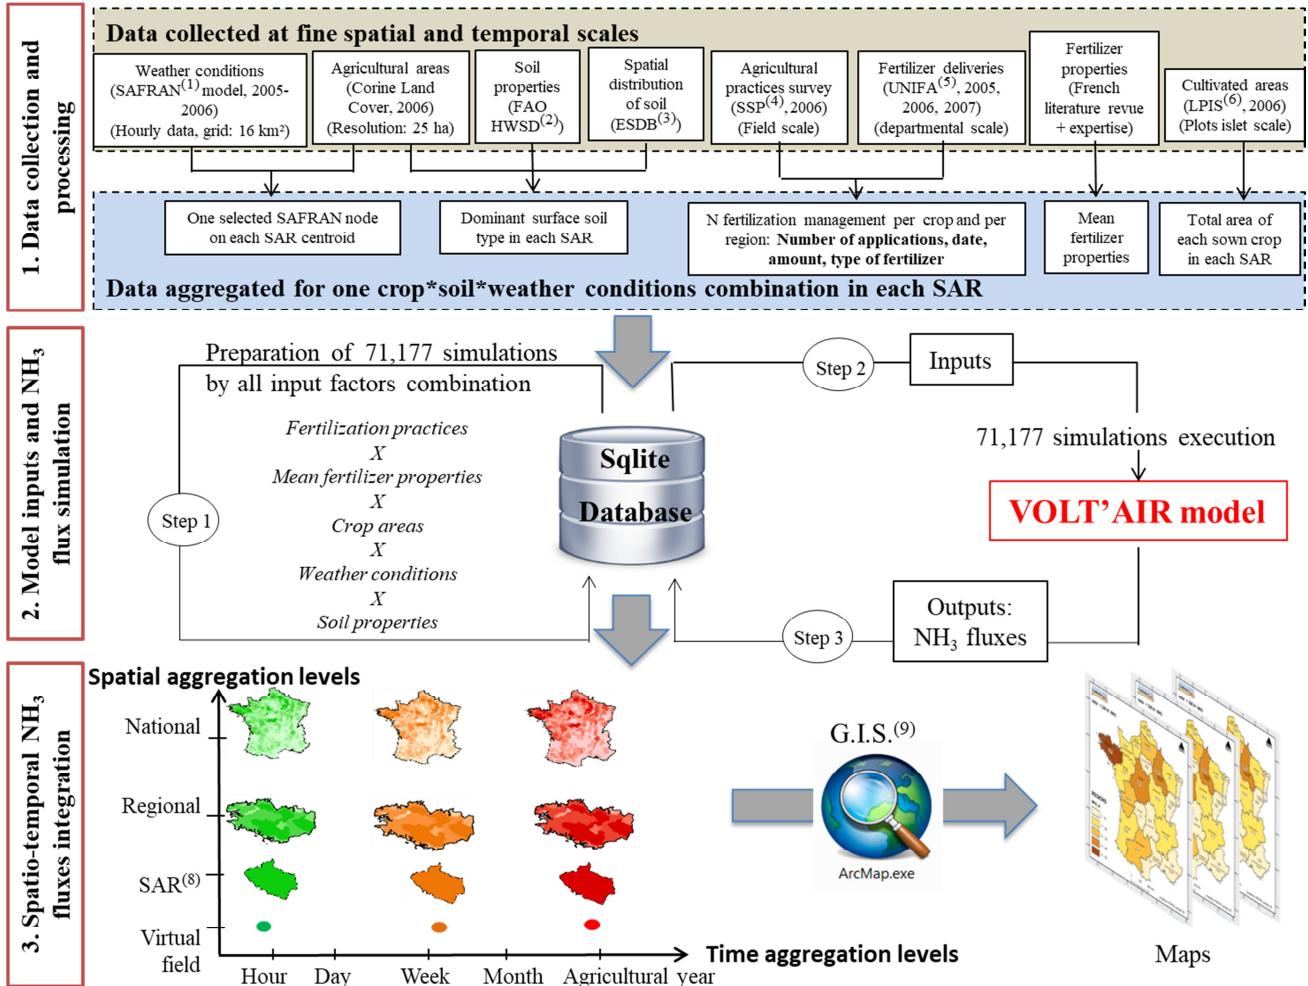 1. Data collection and
processing
Data collected at fine spatial and temporal scales
Weather conditions
(SAFRAN(1) model, 2005-
2006)
(Hourly data, grid: 16 km²)
Agricultural areas
(Corine Land
Cover, 2006)
(Resolution: 25 ha)
Soil
properties
(FAO
HWSD(2))
Spatial
distribution
of soil
(ESDB(3))
Agricultural
practices survey
(SSP(4), 2006)
(Field scale)
Fertilizer deliveries
(UNIFA(5), 2005,
2006, 2007)
(departmental scale)
Fertilizer
properties
(French
literature revue
+ expertise)
Cultivated areas
(LPIS(6), 2006)
(Plots islet scale)
One selected SAFRAN node
on each SAR centroid
Dominant surface soil
type in each SAR
N fertilization management per crop and per
region: Number of applications, date,
amount, type of fertilizer
Mean
fertilizer
properties
Total area of
each sown crop
in each SAR
Data aggregated for one crop*soil*weather conditions combination in each SAR
2. Model inputs and NH3
flux simulation
Preparation of 71,177 simulations
by all input factors combination
Fertilization practices
X
Mean fertilizer properties
X
Crop areas
X
Weather conditions
X
Soil properties
Step 1
Sqlite
Database
Step 2
Inputs
71,177 simulations execution
VOLT'AIR model
Outputs:
NH3 fluxes
Step 3
3. Spatio-temporal NH3
fluxes integration
Spatial aggregation levels
National
Regional
SAR(8)
Virtual
field
Hour
Day
Week
Month
Agricultural year
Time aggregation levels
G.I.S.(9)
ArcMap.exe
Maps